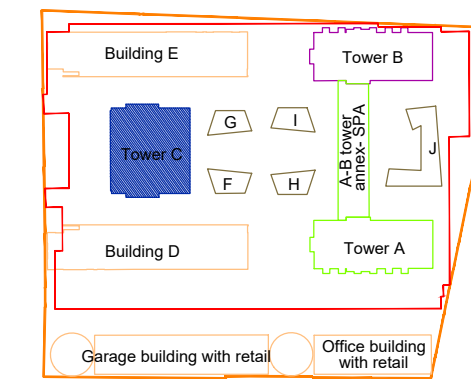 Building E
Tower B
G
I
A-B tower
annex- SPA
J
Tower C
F
H
Building D
Tower A
Garage building with retail
Office building
with retail